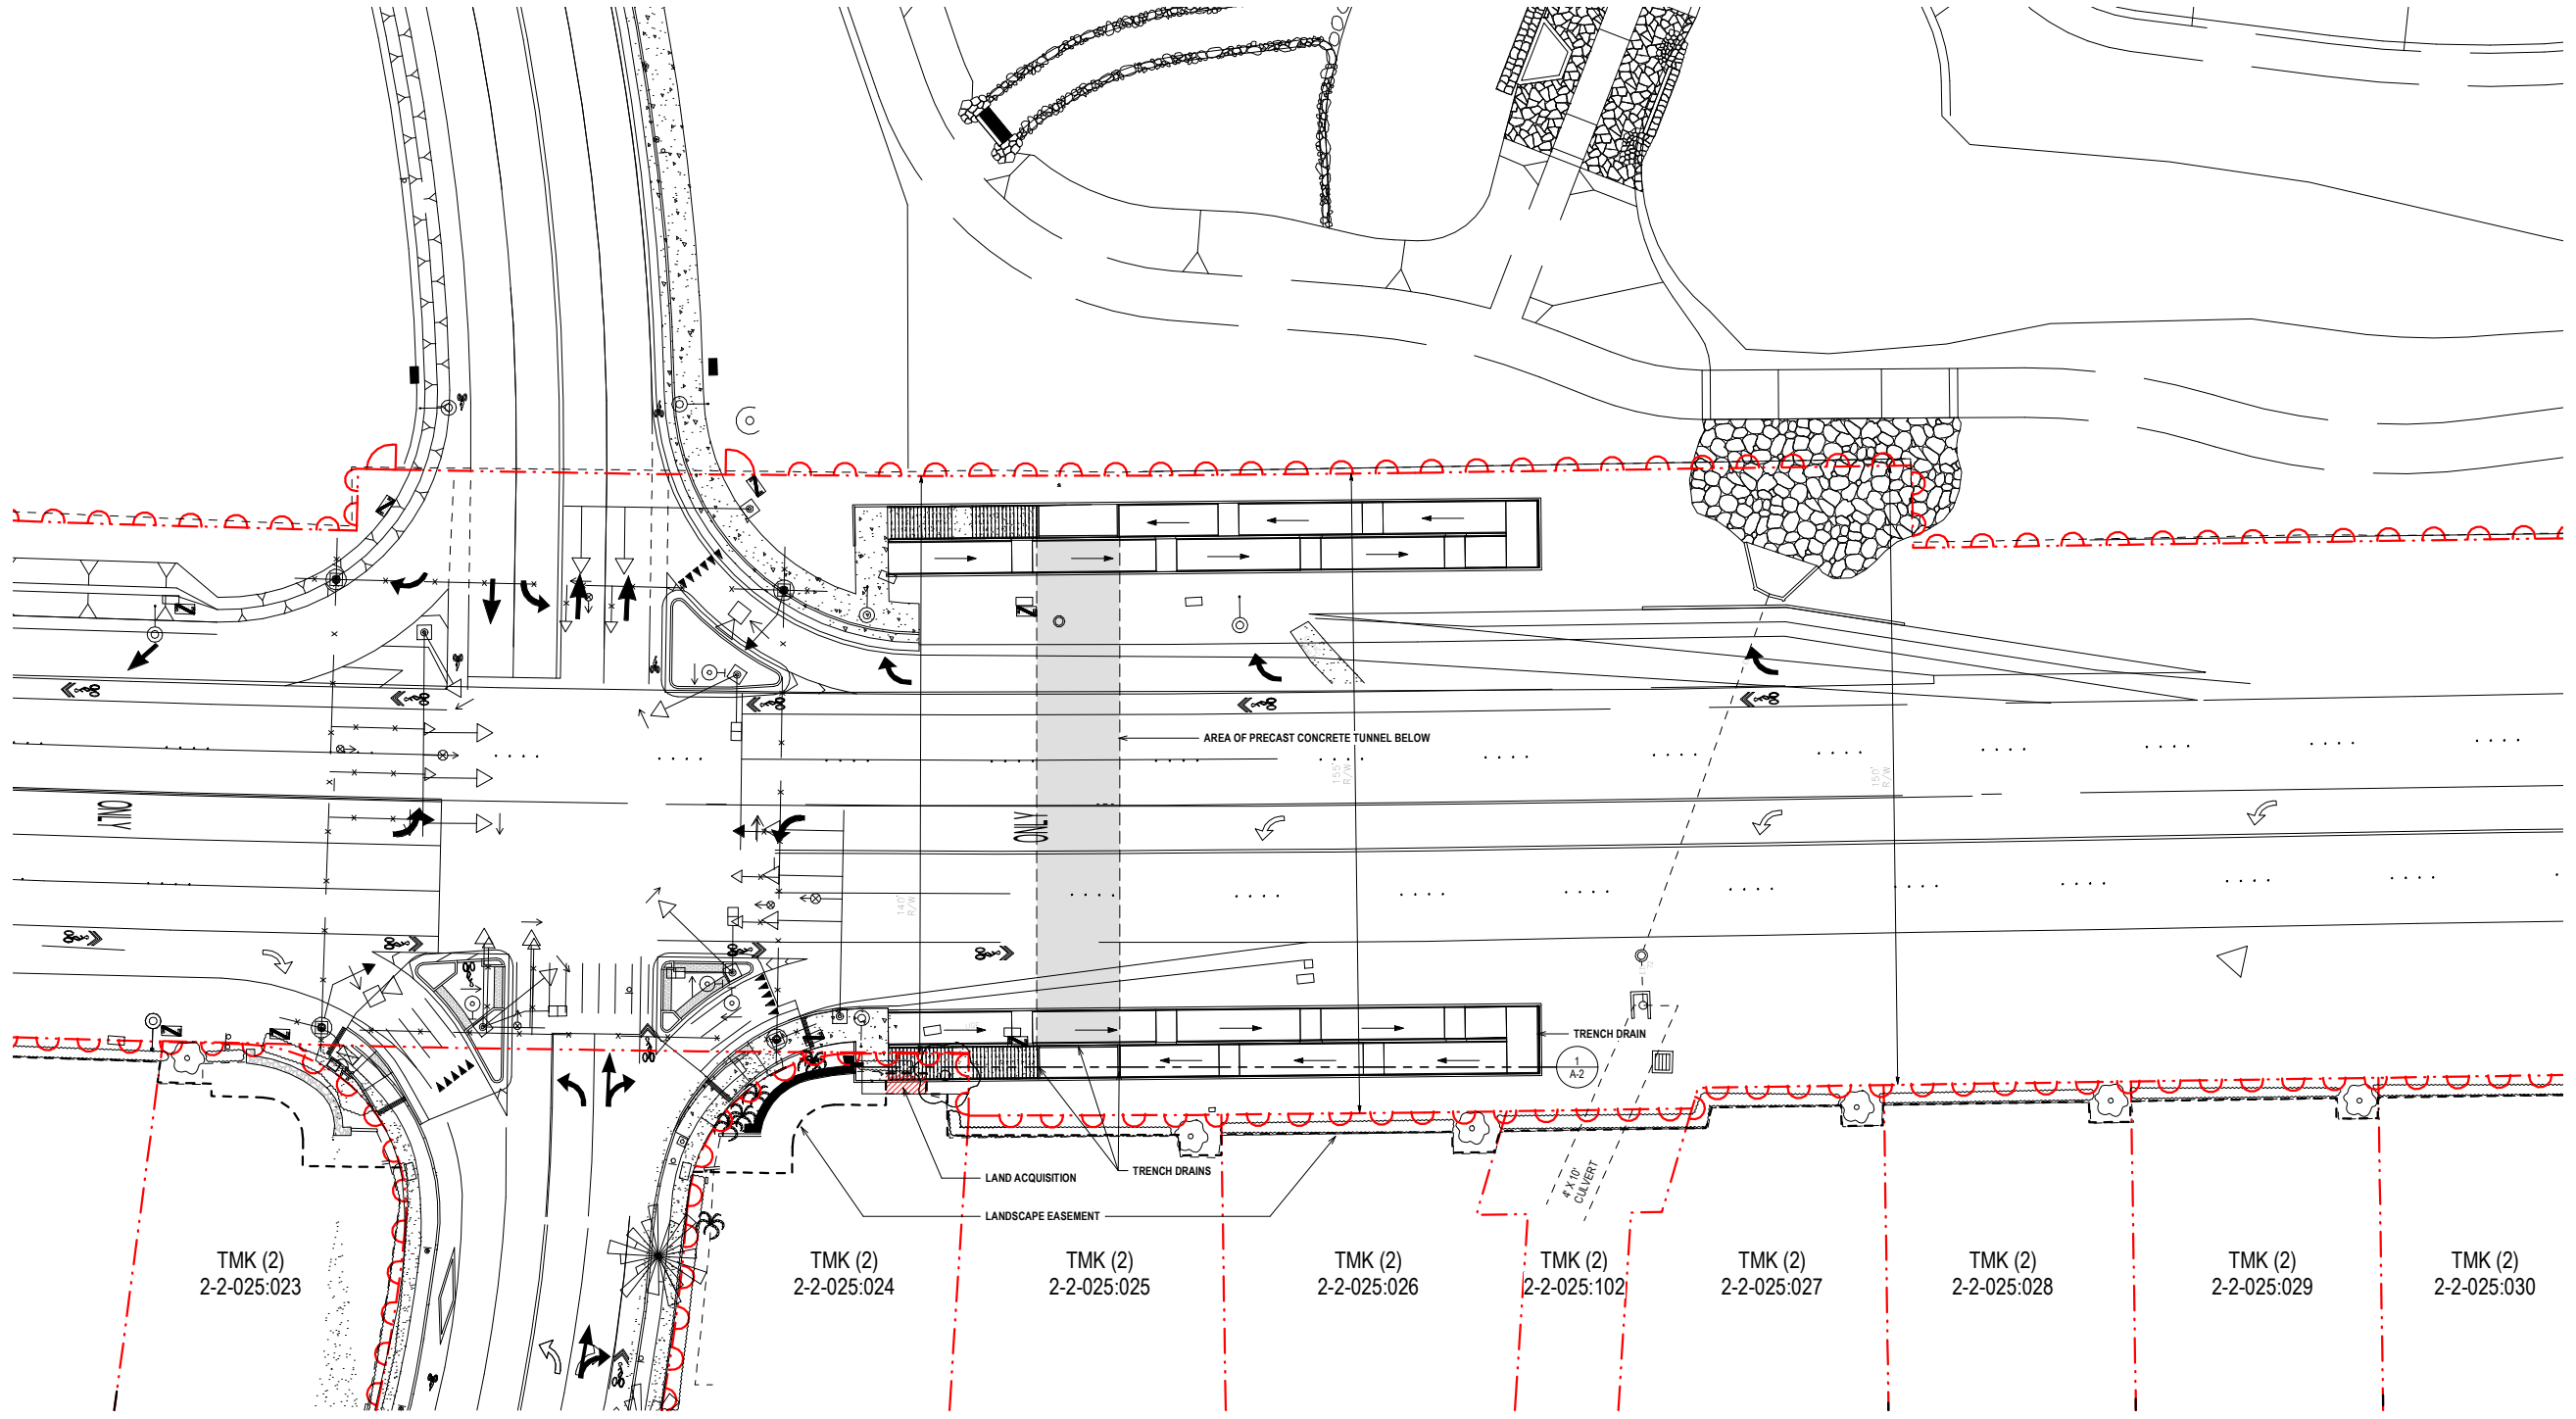 AREA OF PRECAST CONCRETE TUNNEL BELOW
155'
R/W
150'
R/W
ONLY
ONLY
140'
R/W
TRENCH DRAIN
1
A-2
TRENCH DRAINS
LAND ACQUISITION
LANDSCAPE EASEMENT
4' X 10'
CULVERT
TMK (2)
2-2-025:023
TMK (2)
2-2-025:024
TMK (2)
2-2-025:025
TMK (2)
2-2-025:026
TMK (2)
2-2-025:102
TMK (2)
2-2-025:027
TMK (2)
2-2-025:028
TMK (2)
2-2-025:029
TMK (2)
2-2-025:030